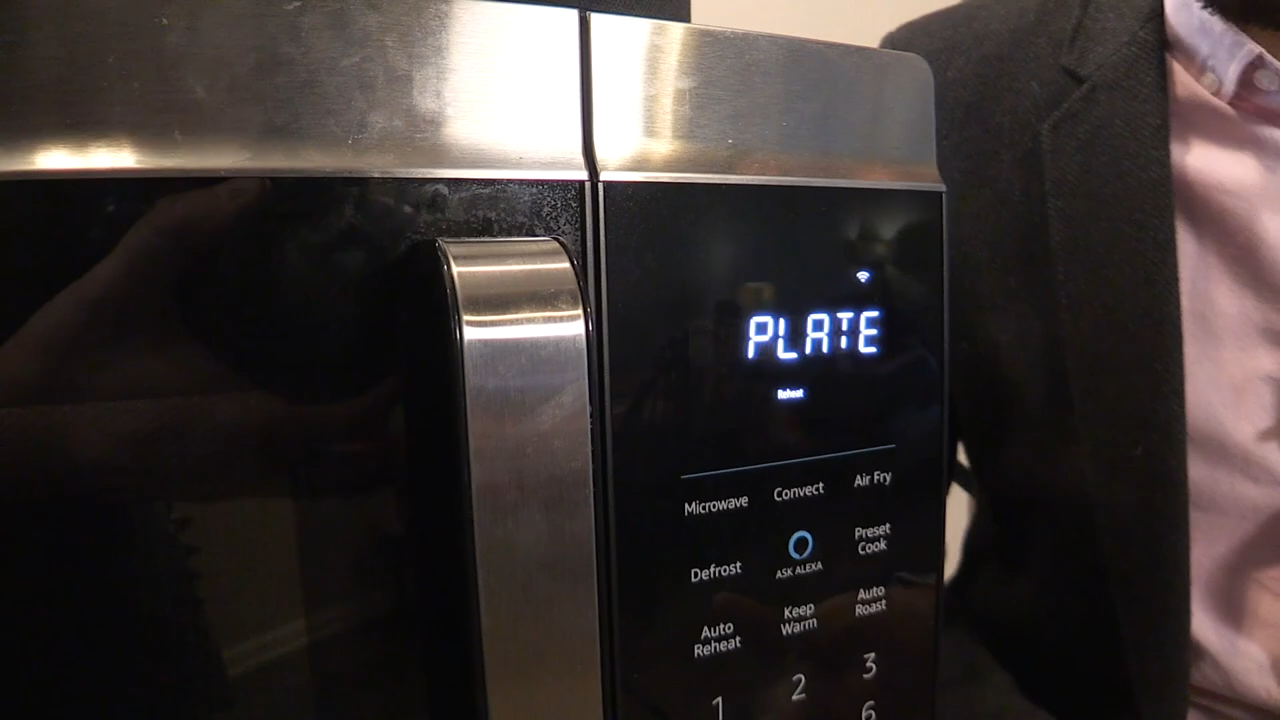 PLATE
Reheat
Microwave Convect Air Fry
Defrost ASK ALEXA Preset Cook
Auto Reheat Keep Warm Auto Roast
1 2 3
6